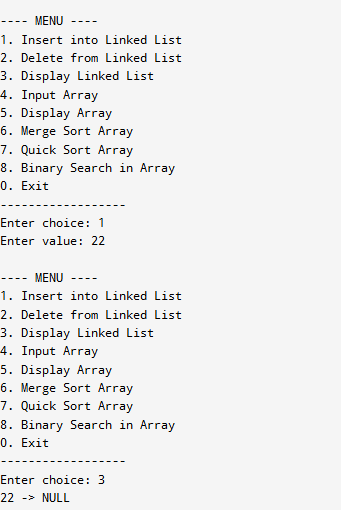 ---- MENU ----
1. Insert into Linked List
2. Delete from Linked List
3. Display Linked List
4. Input Array
5. Display Array
6. Merge Sort Array
7. Quick Sort Array
8. Binary Search in Array
0. Exit
------------------
Enter choice: 1
Enter value: 22

---- MENU ----
1. Insert into Linked List
2. Delete from Linked List
3. Display Linked List
4. Input Array
5. Display Array
6. Merge Sort Array
7. Quick Sort Array
8. Binary Search in Array
0. Exit
------------------
Enter choice: 3
22 -> NULL